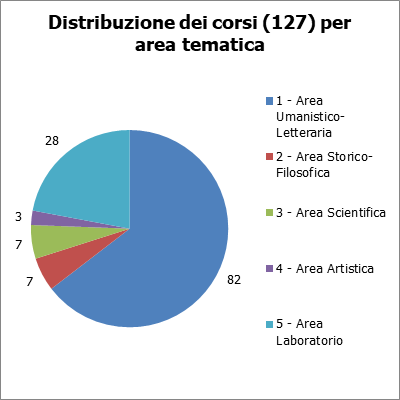 Distribuzione dei corsi (127) per
area tematica
28
3
7
7
82
1 - Area
Umanistico-
Letteraria
2 - Area Storico-
Filosofica
3 - Area Scientifica
4 - Area Artistica
5 - Area
Laboratorio